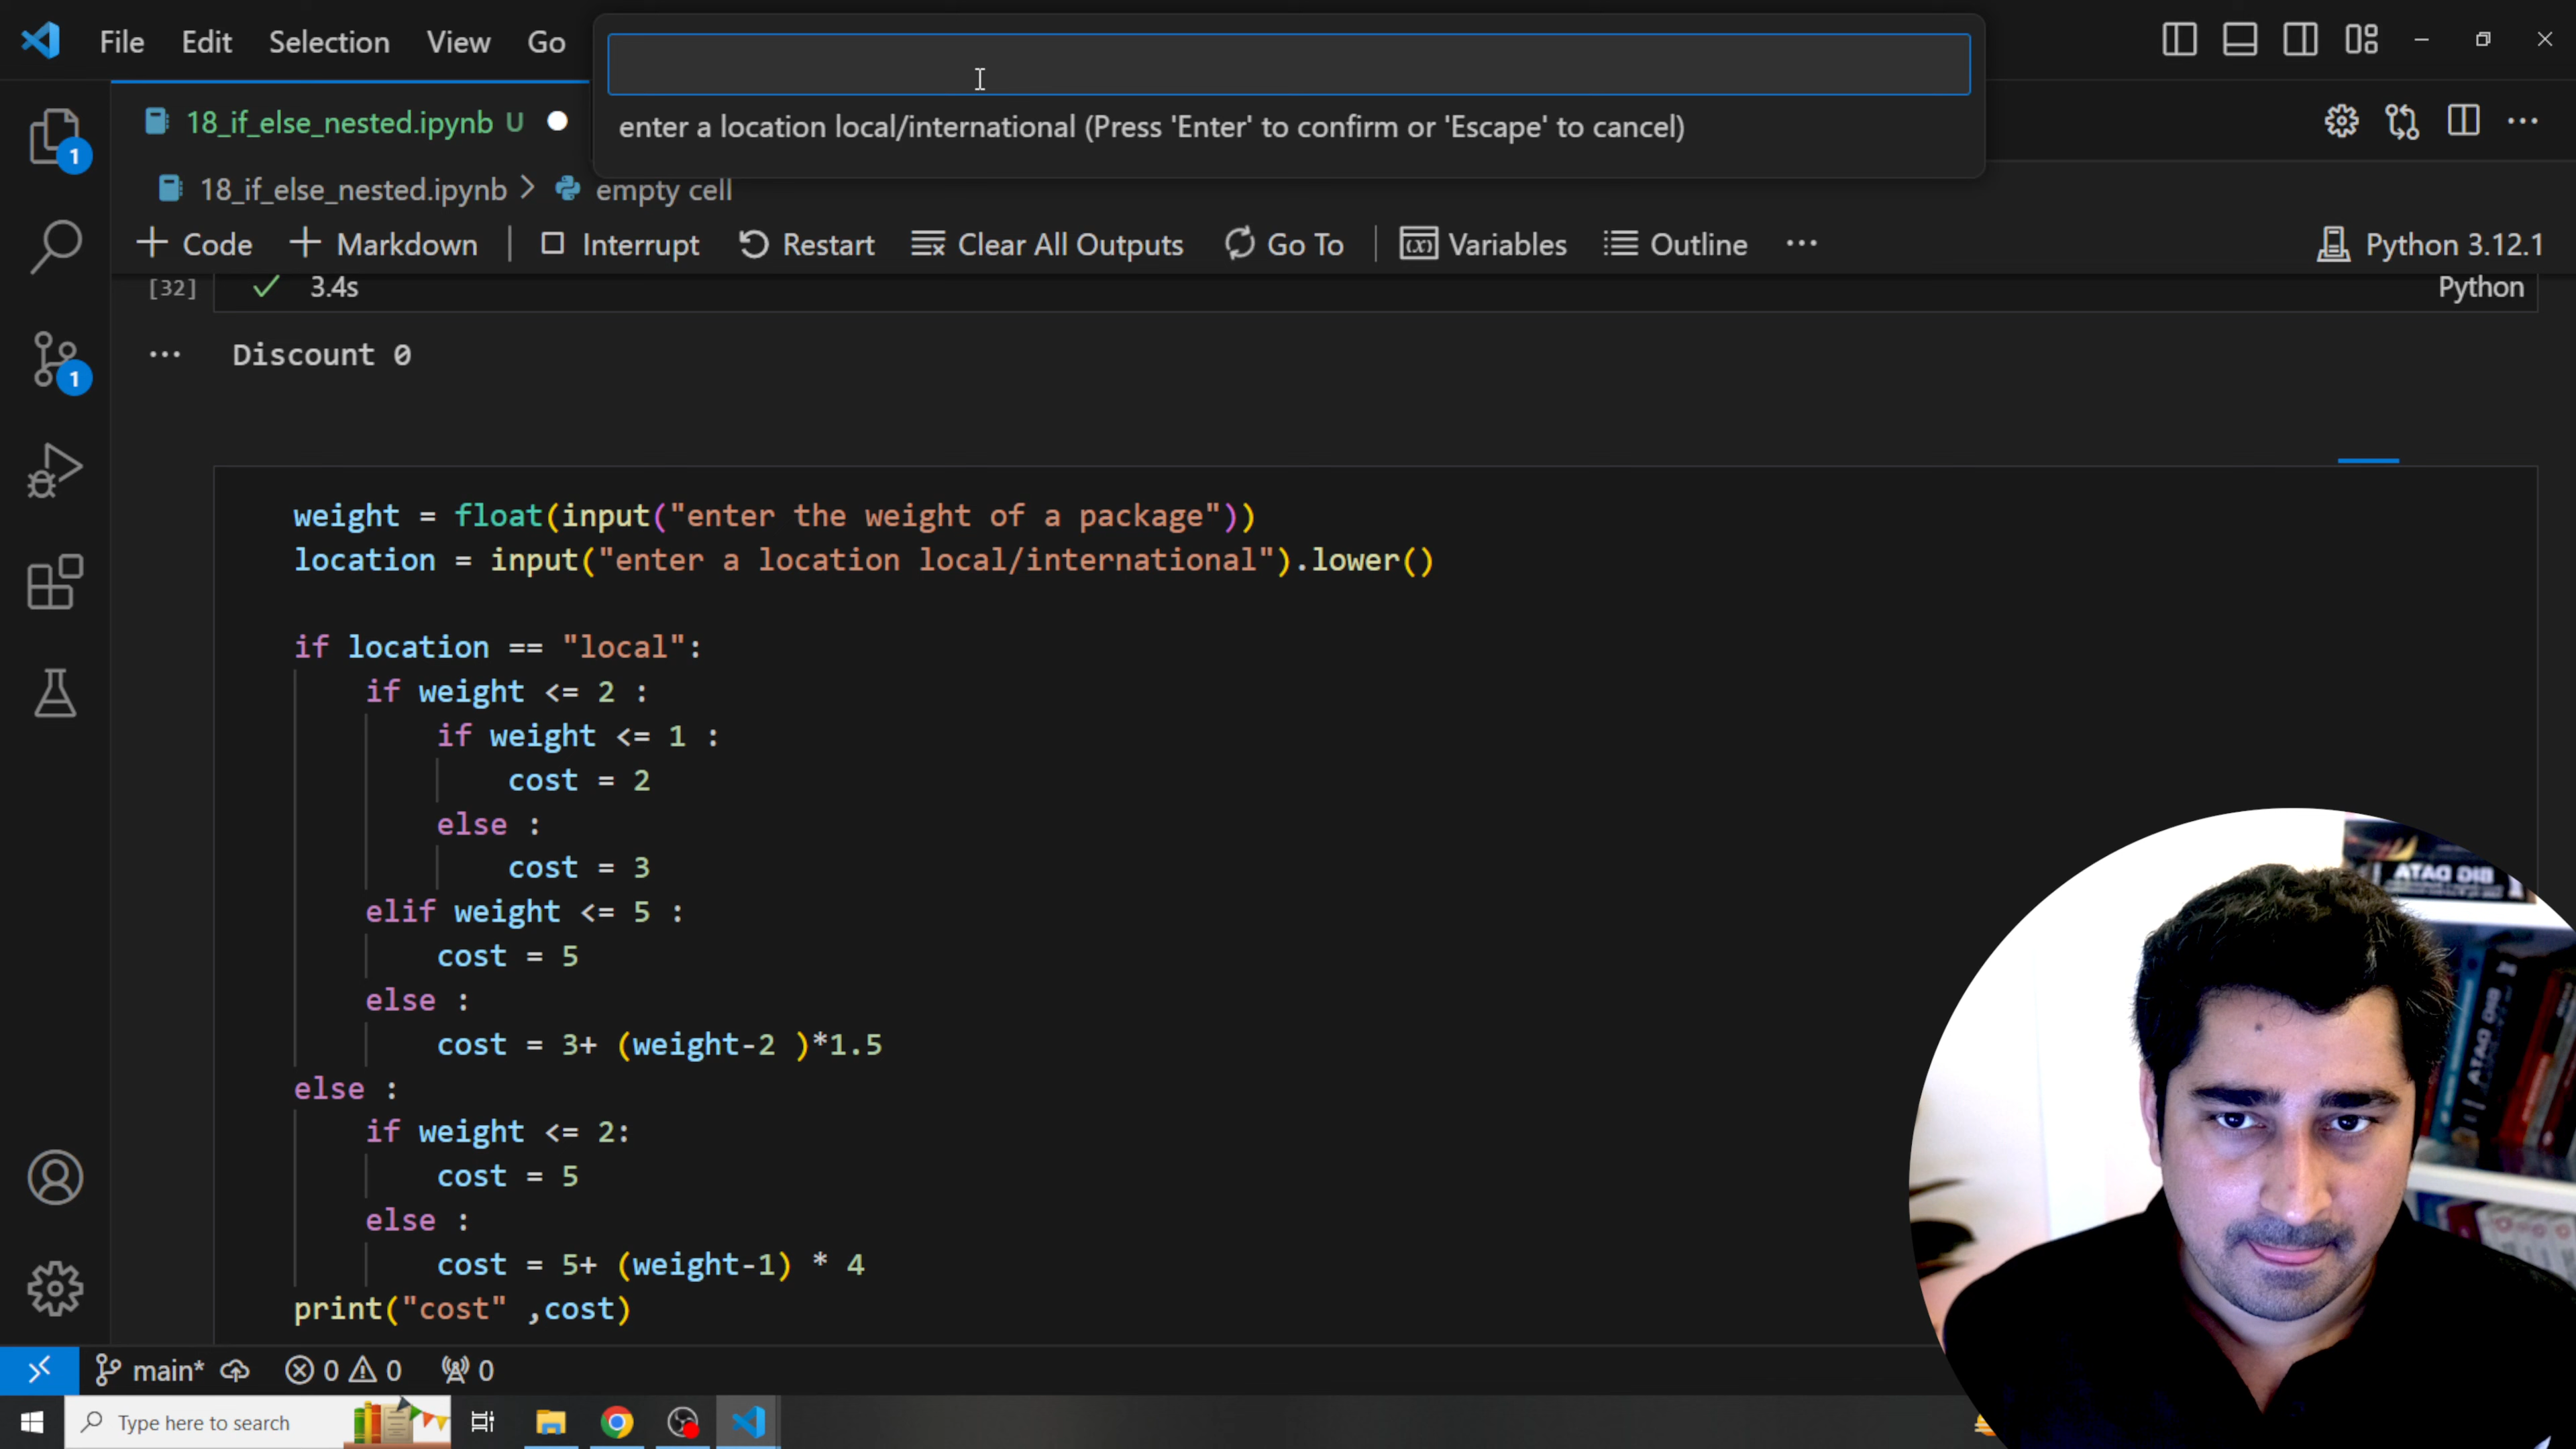 File Edit Selection View Go
18_if_else_nested.ipynb U
enter a location local/international (Press 'Enter' to confirm or 'Escape' to cancel)
18_if_else_nested.ipynb > empty cell
+ Code + Markdown | Interrupt Restart Clear All Outputs Go To | Variables Outline ... Python 3.12.1
[32] 3.4s Python
Discount 0
weight = float(input("enter the weight of a package"))
location = input("enter a location local/international").lower()
if location == "local":
if weight <= 2 :
if weight <= 1 :
cost = 2
else :
cost = 3
elif weight <= 5 :
cost = 5
else :
cost = 3+ (weight-2 )*1.5
else :
if weight <= 2:
cost = 5
else :
cost = 5+ (weight-1) * 4
print("cost" ,cost)
1
1
main* 0 0 0
Type here to search